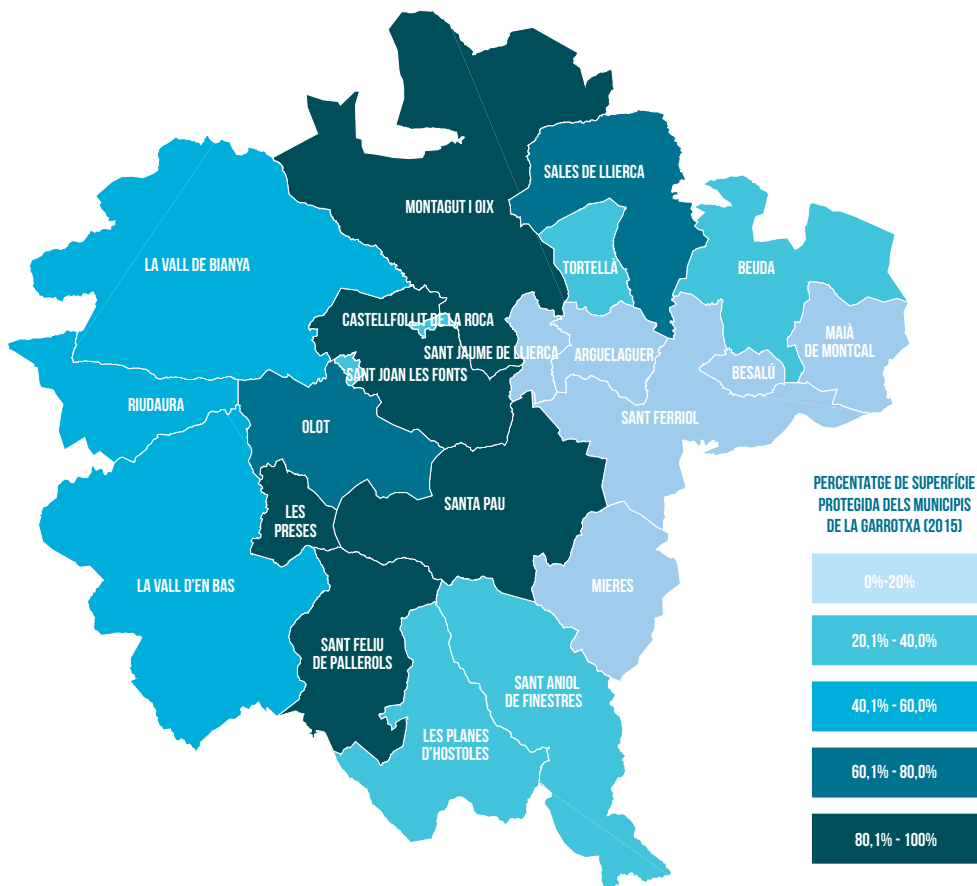 SALES DE LLIERCA
MONTAGUT I OIX
LA VALL DE BIANYA
TORTELLÀ
BEUDA
CASTELLFOLLIT DE LA ROCA
MAIÀ
DE MONTCAL
SANT JAUME DE LLIERCA
ARGUELAGUER
SANT JOAN LES FONTS
BESALÚ
RIUDAURA
SANT FERRIOL
OLOT
SANTA PAU
LES
PRESES
LA VALL D'EN BAS
MIERES
SANT FELIU
DE PALLEROLS
SANT ANIOL
DE FINESTRES
LES PLANES
D'HOSTOLES
PERCENTATGE DE SUPERFÍCIE
PROTEGIDA DELS MUNICIPIS
DE LA GARROTXA (2015)
0%-20%
20,1% - 40,0%
40,1% - 60,0%
60,1% - 80,0%
80,1% - 100%